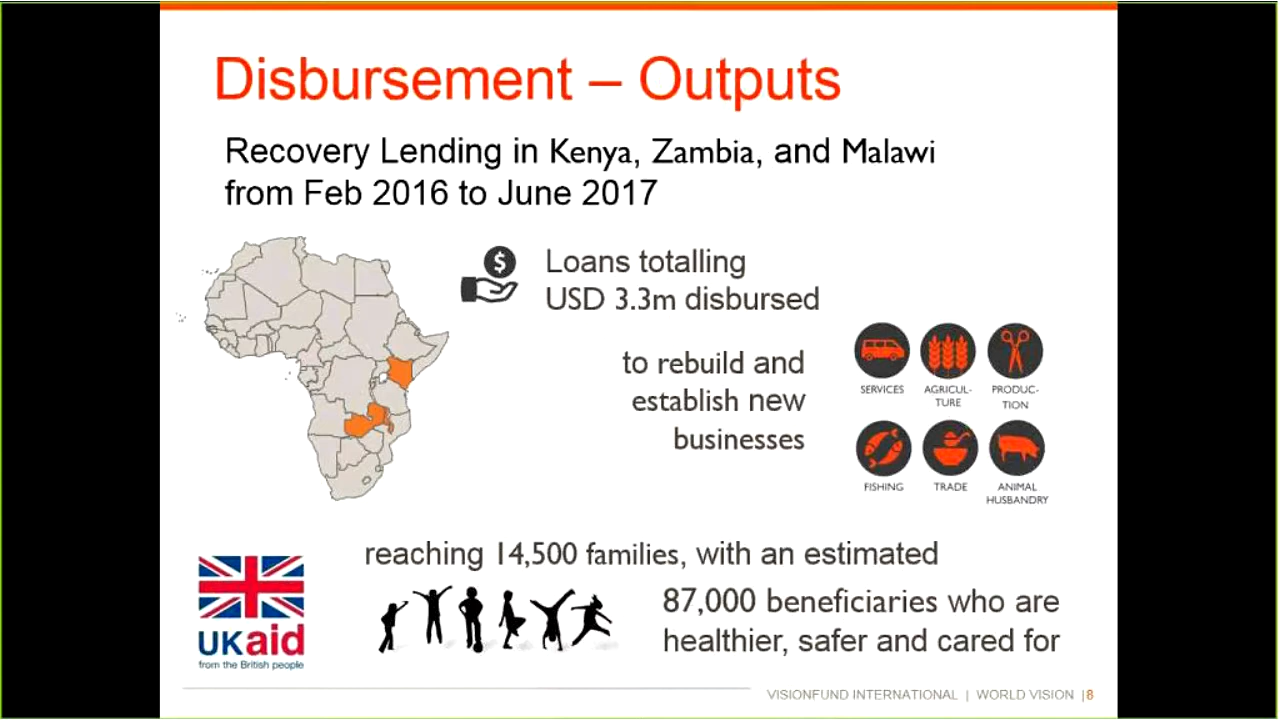 Disbursement – Outputs
Recovery Lending in Kenya, Zambia, and Malawi
from Feb 2016 to June 2017
$
Loans totalling
USD 3.3m disbursed
to rebuild and
establish new
businesses
SERVICES
AGRICUL-
TURE
PRODUC-
TION
FISHING
TRADE
ANIMAL
HUSBANDRY
reaching 14,500 families, with an estimated
87,000 beneficiaries who are
healthier, safer and cared for
UKaid
from the British people
VISIONFUND INTERNATIONAL | WORLD VISION |8